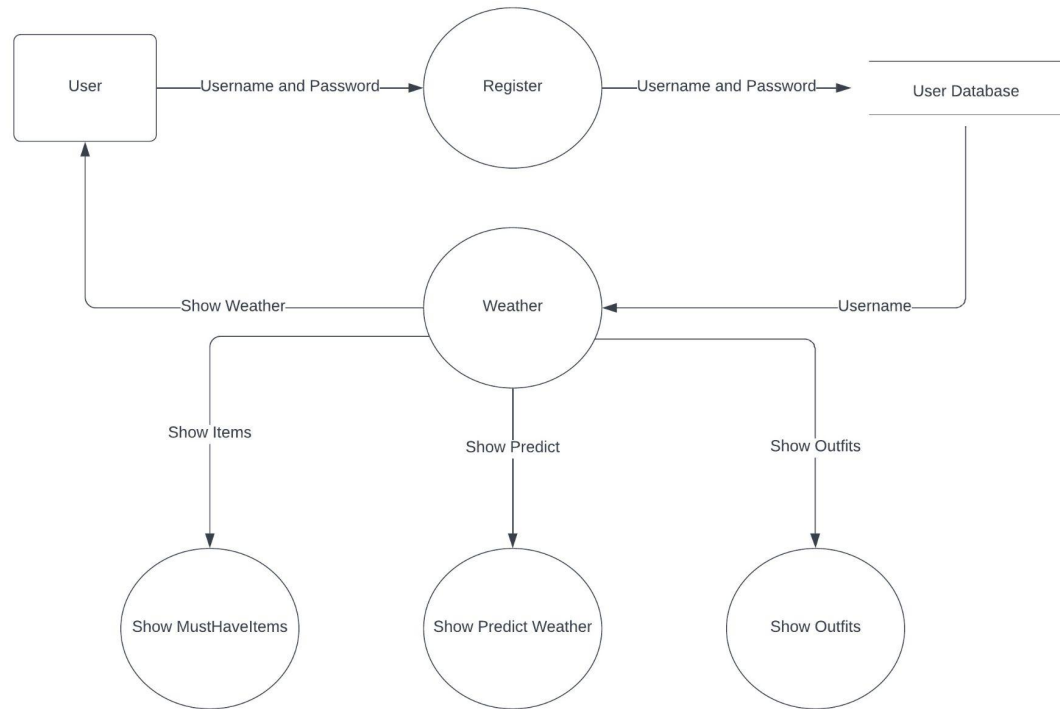 User
Username and Password
Register
Username and Password
User Database
Show Weather
Weather
Username
Show Items
Show Predict
Show Outfits
Show MustHaveItems
Show Predict Weather
Show Outfits